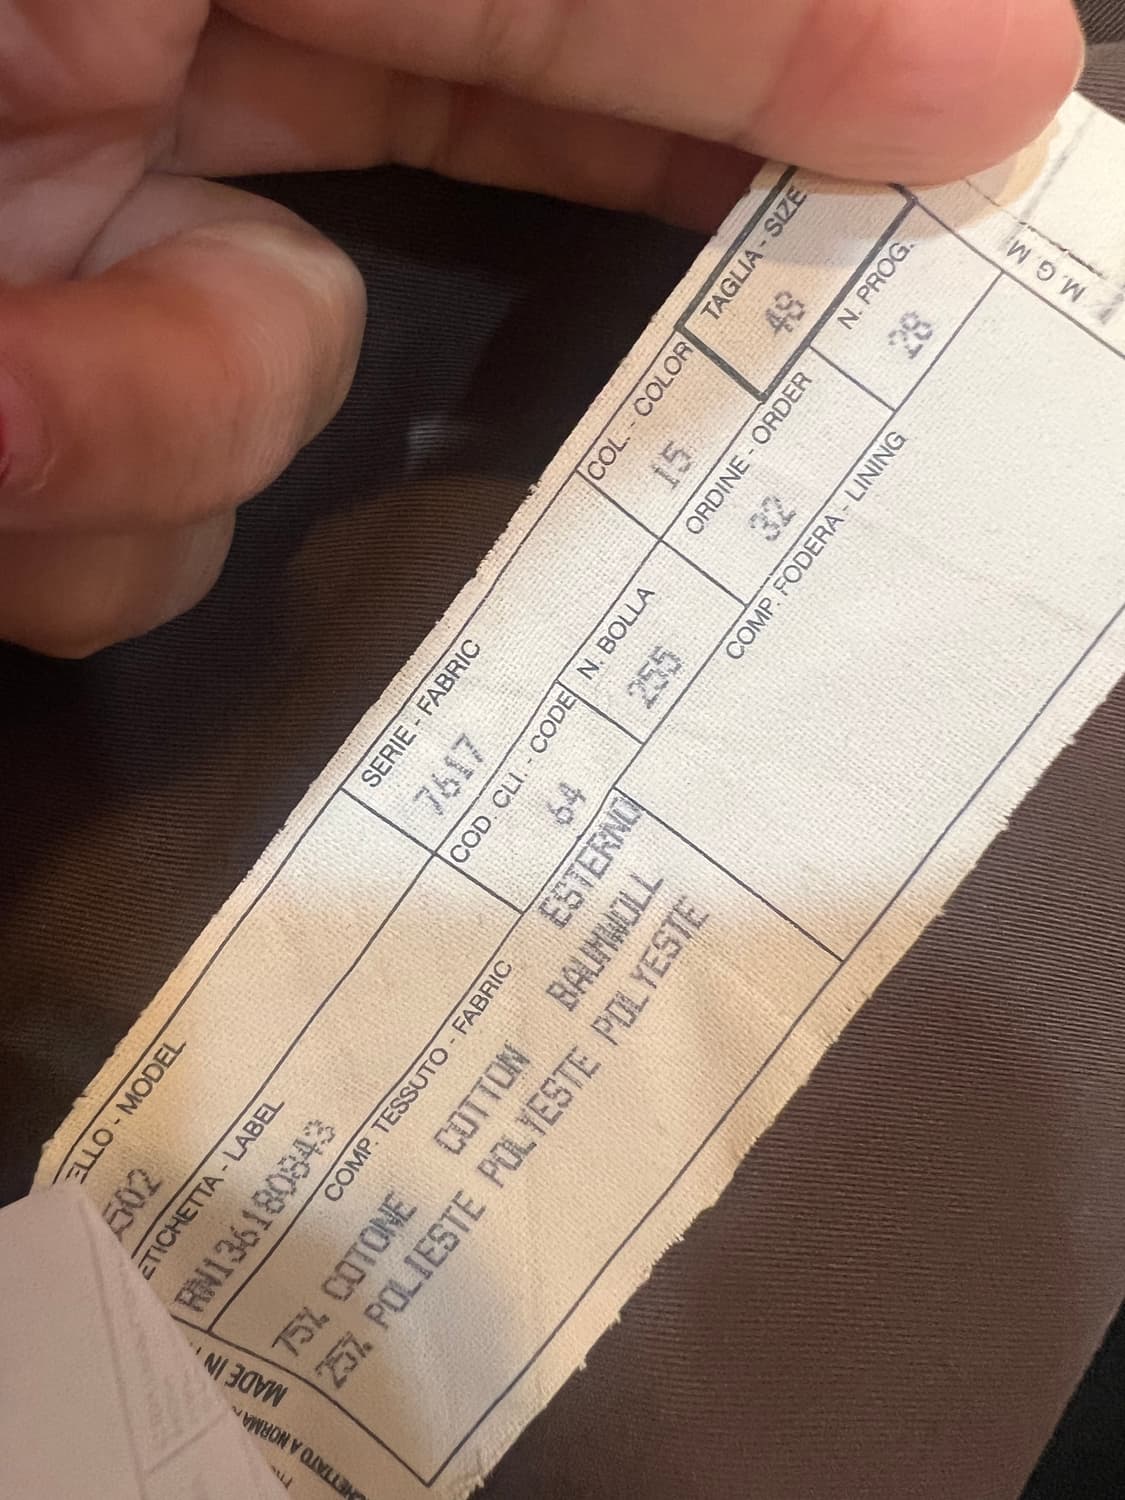 ELLO - MODEL
502
SERIE - FABRIC
7617
COL. - COLOR
15
TAGLIA - SIZE
48
ETICHETTA - LABEL
RN136180843
COD CLI. - CODE
64
N. BOLLA
255
ORDINE - ORDER
32
N. PROG.
28
COMP. TESSUTO - FABRIC
ESTERNO
75% COTONE COTTON BAUMWOLL
25% POLIESTE POLYESTE POLYESTE
COMP. FODERA - LINING
M.G M
M.G M
MADE IN
CHETTATO A NORMA